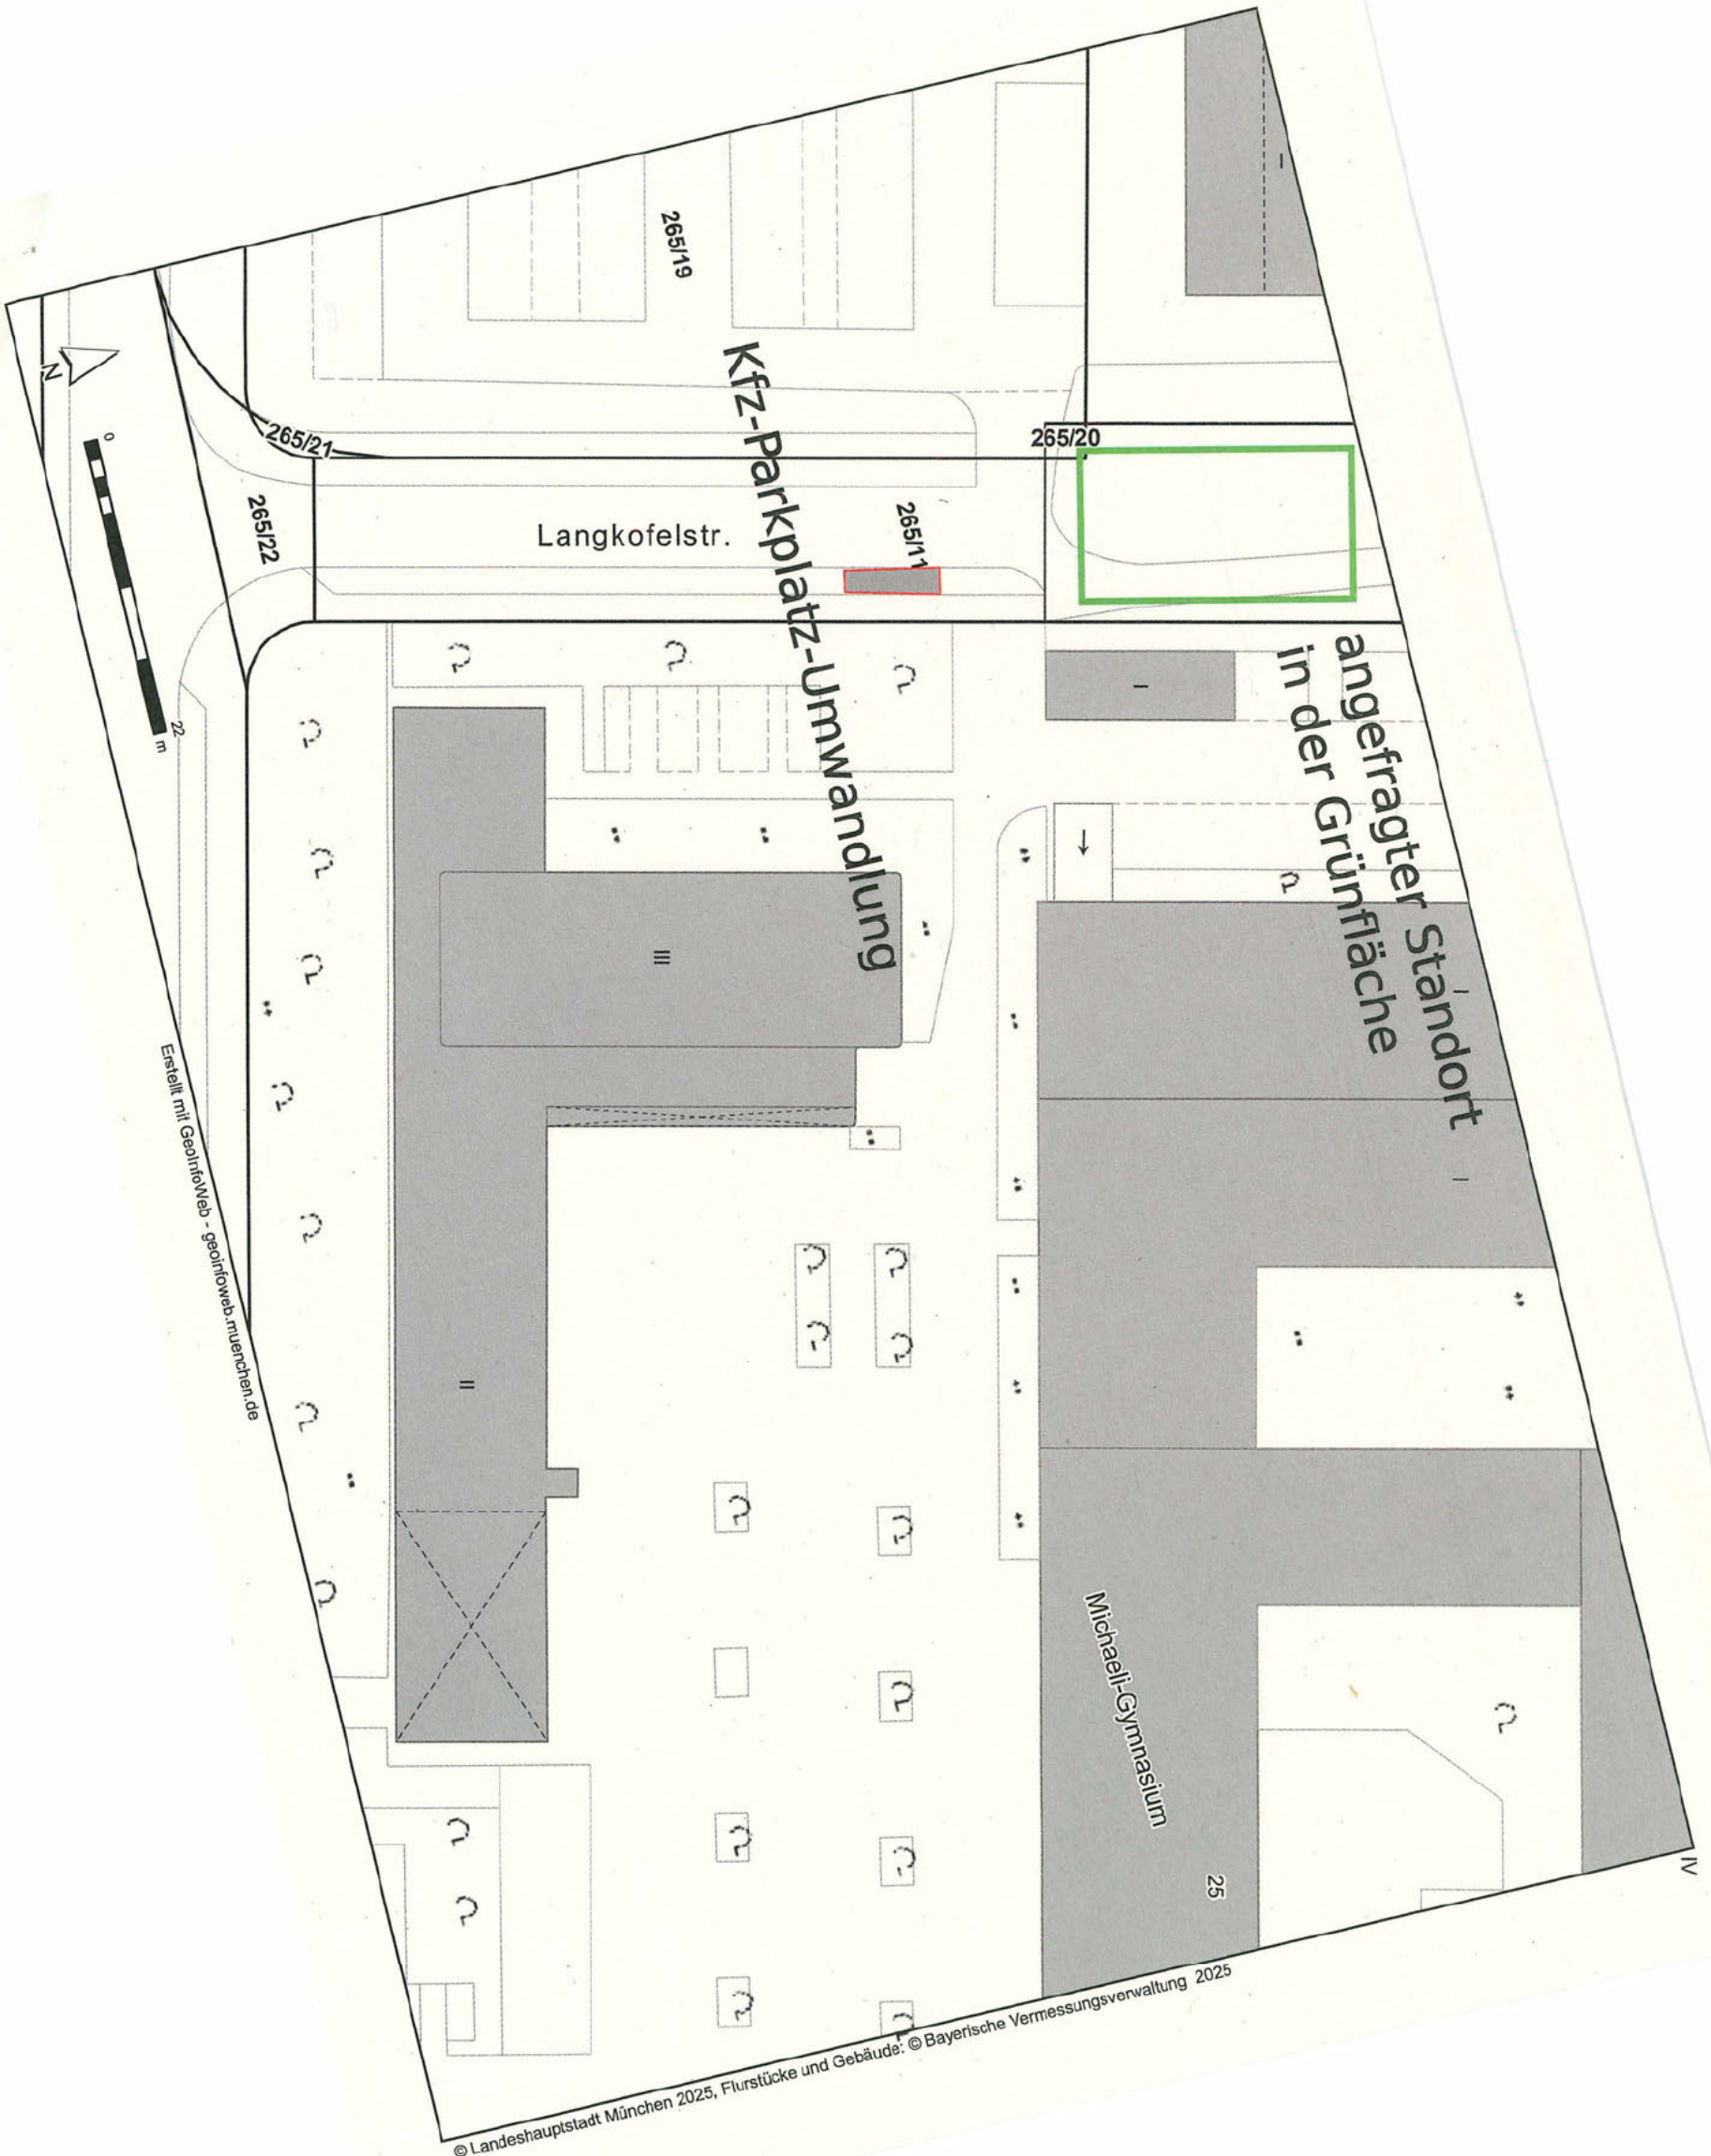 I
265/19
265/20
265/21
265/22
Langkofelstr.
265/11
Kfz-Parkplatz-Umwandlung
angefragter Standort
in der Grünfläche
N
0
22
m
I
III
I
I
II
Michaeli-Gymnasium
25
IV
Erstellt mit GeoInfoWeb - geoinfoweb.muenchen.de
© Landeshauptstadt München 2025, Flurstücke und Gebäude: © Bayerische Vermessungsverwaltung 2025